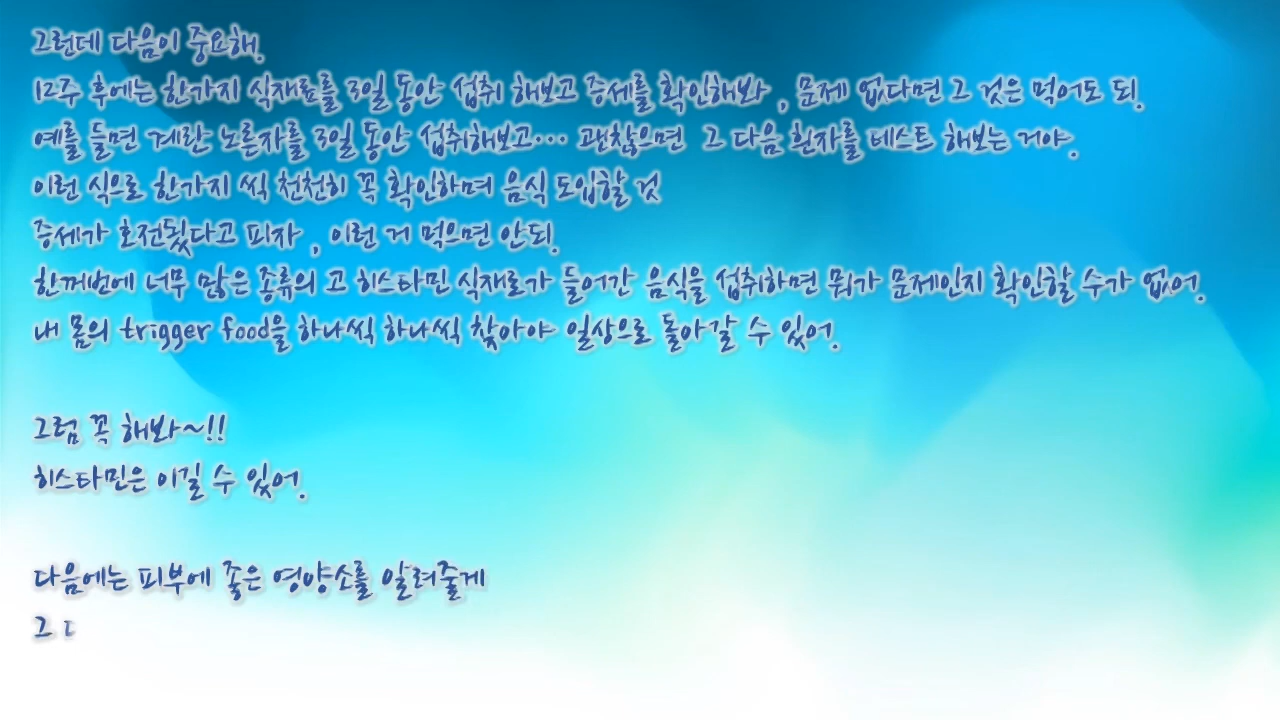 그런데 다음이 중요해.
12주 후에는 한가지 식재료를 3일 동안 섭취 해보고 증세를 확인해봐 , 문제 없다면 그 것은 먹어도 되.
예를 들면 계란 노른자를 3일 동안 섭취해보고... 괜찮으면 그 다음 흰자를 테스트 해보는 거야.
이런 식으로 한가지 씩 천천히 꼭 확인하며 음식 도입할 것
증세가 호전됬다고 피자 , 이런 거 먹으면 안되.
한꺼번에 너무 많은 종류의 고 히스타민 식재료가 들어간 음식을 섭취하면 뭐가 문제인지 확인할 수가 없어.
내 몸의 trigger food을 하나씩 하나씩 찾아야 일상으로 돌아갈 수 있어.
그럼 꼭 해봐~!!
히스타민은 이길 수 있어.
다음에는 피부에 좋은 영양소를 알려줄게
그 ㄷ